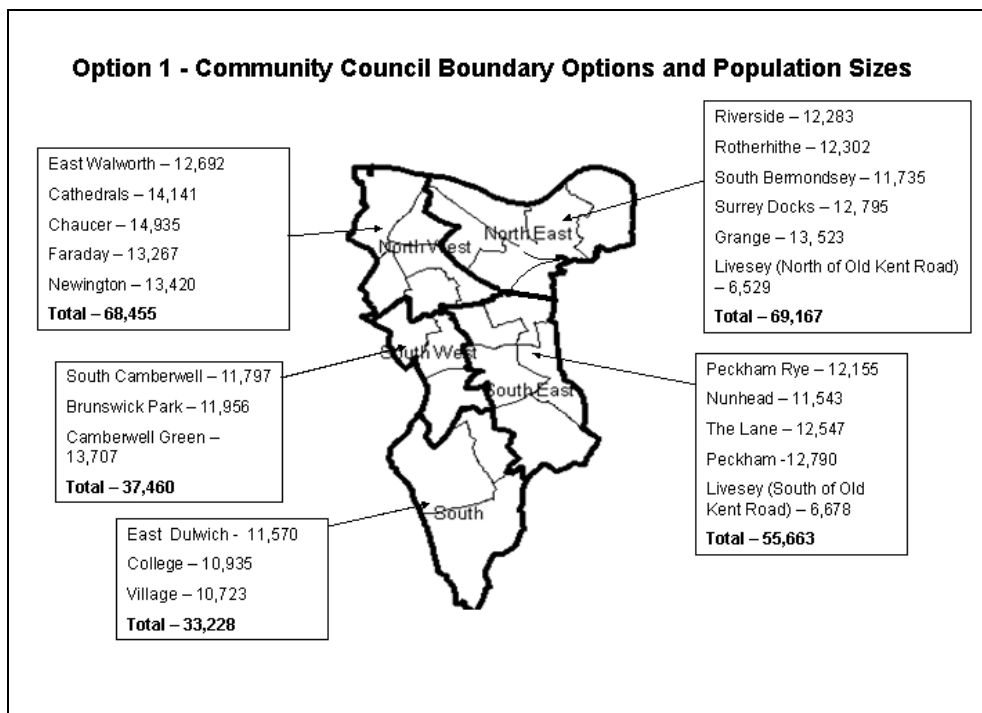 Option 1 - Community Council Boundary Options and Population Sizes
East Walworth – 12,692
Cathedrals – 14,141
Chaucer – 14,935
Faraday – 13,267
Newington – 13,420
Total – 68,455
Riverside – 12,283
Rotherhithe – 12,302
South Bermondsey – 11,735
Surrey Docks – 12, 795
Grange – 13, 523
Livesey (North of Old Kent Road)
– 6,529
Total – 69,167
North West
North East
South Camberwell – 11,797
Brunswick Park – 11,956
Camberwell Green –
13,707
Total – 37,460
South West
South East
Peckham Rye – 12,155
Nunhead – 11,543
The Lane – 12,547
Peckham -12,790
Livesey (South of Old
Kent Road) – 6,678
Total – 55,663
East Dulwich - 11,570
College – 10,935
Village – 10,723
Total – 33,228
South